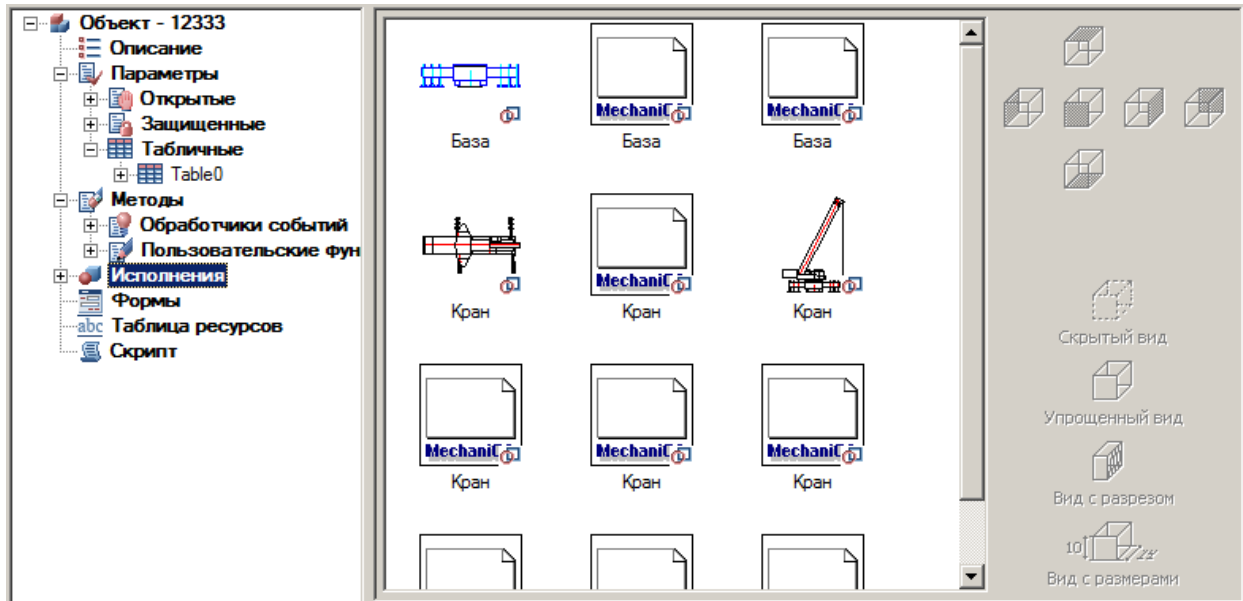 Объект - 12333
Описание
Параметры
Открытые
Защищенные
Табличные
Table0
Методы
Обработчики событий
Пользовательские фун
Исполнения
Формы
abc Таблица ресурсов
Скрипт
MechaniC MechaniC
База База База
MechaniC
Кран Кран Кран
MechaniC MechaniC MechaniC
Кран Кран Кран
Скрытый вид
Упрощенный вид
Вид с разрезом
10
Вид с размерами